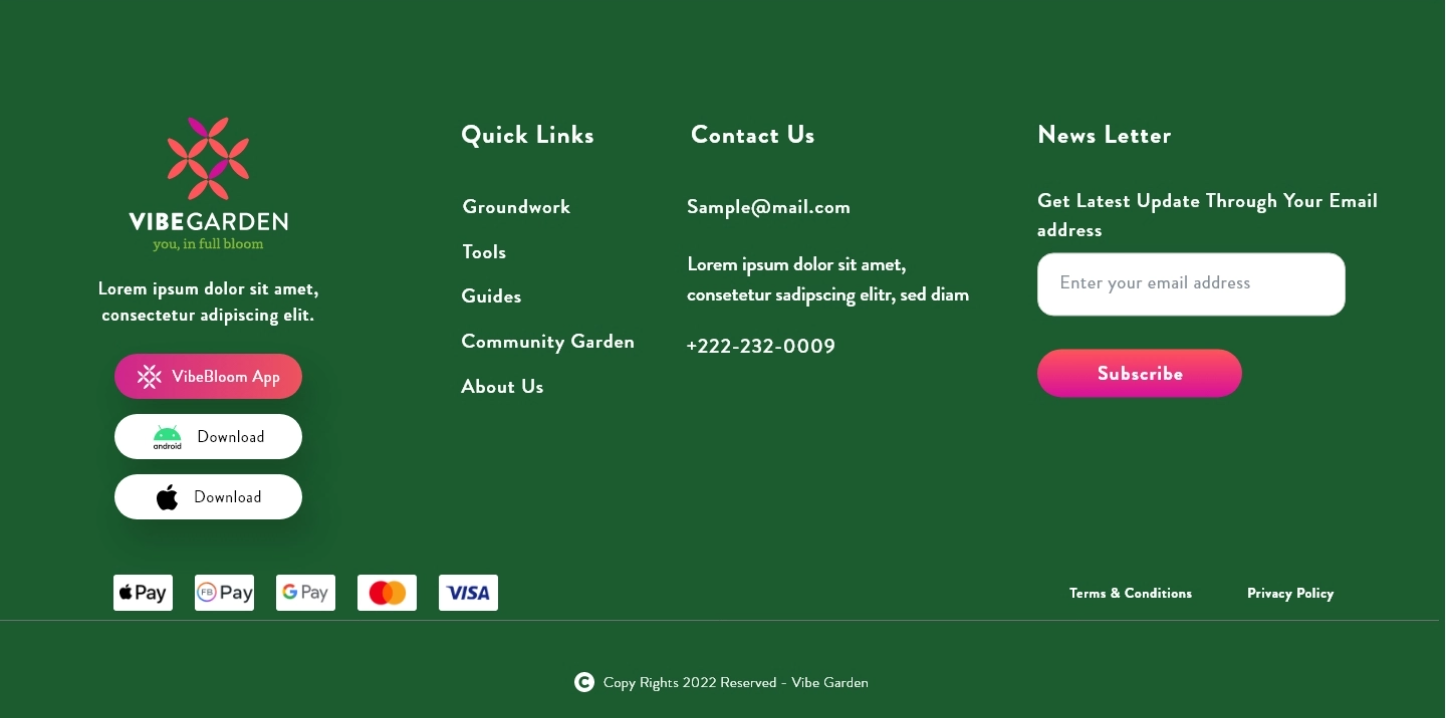 VIBEGARDEN
you, in full bloom
Lorem ipsum dolor sit amet,
consectetur adipiscing elit.
VibeBloom App
android Download
Download
Quick Links
Groundwork
Tools
Guides
Community Garden
About Us
Contact Us
Sample@mail.com
Lorem ipsum dolor sit amet,
consetetur sadipscing elitr, sed diam
+222-232-0009
News Letter
Get Latest Update Through Your Email
address
Enter your email address
Subscribe
Pay FB Pay G Pay VISA
Terms & Conditions Privacy Policy
C Copy Rights 2022 Reserved - Vibe Garden